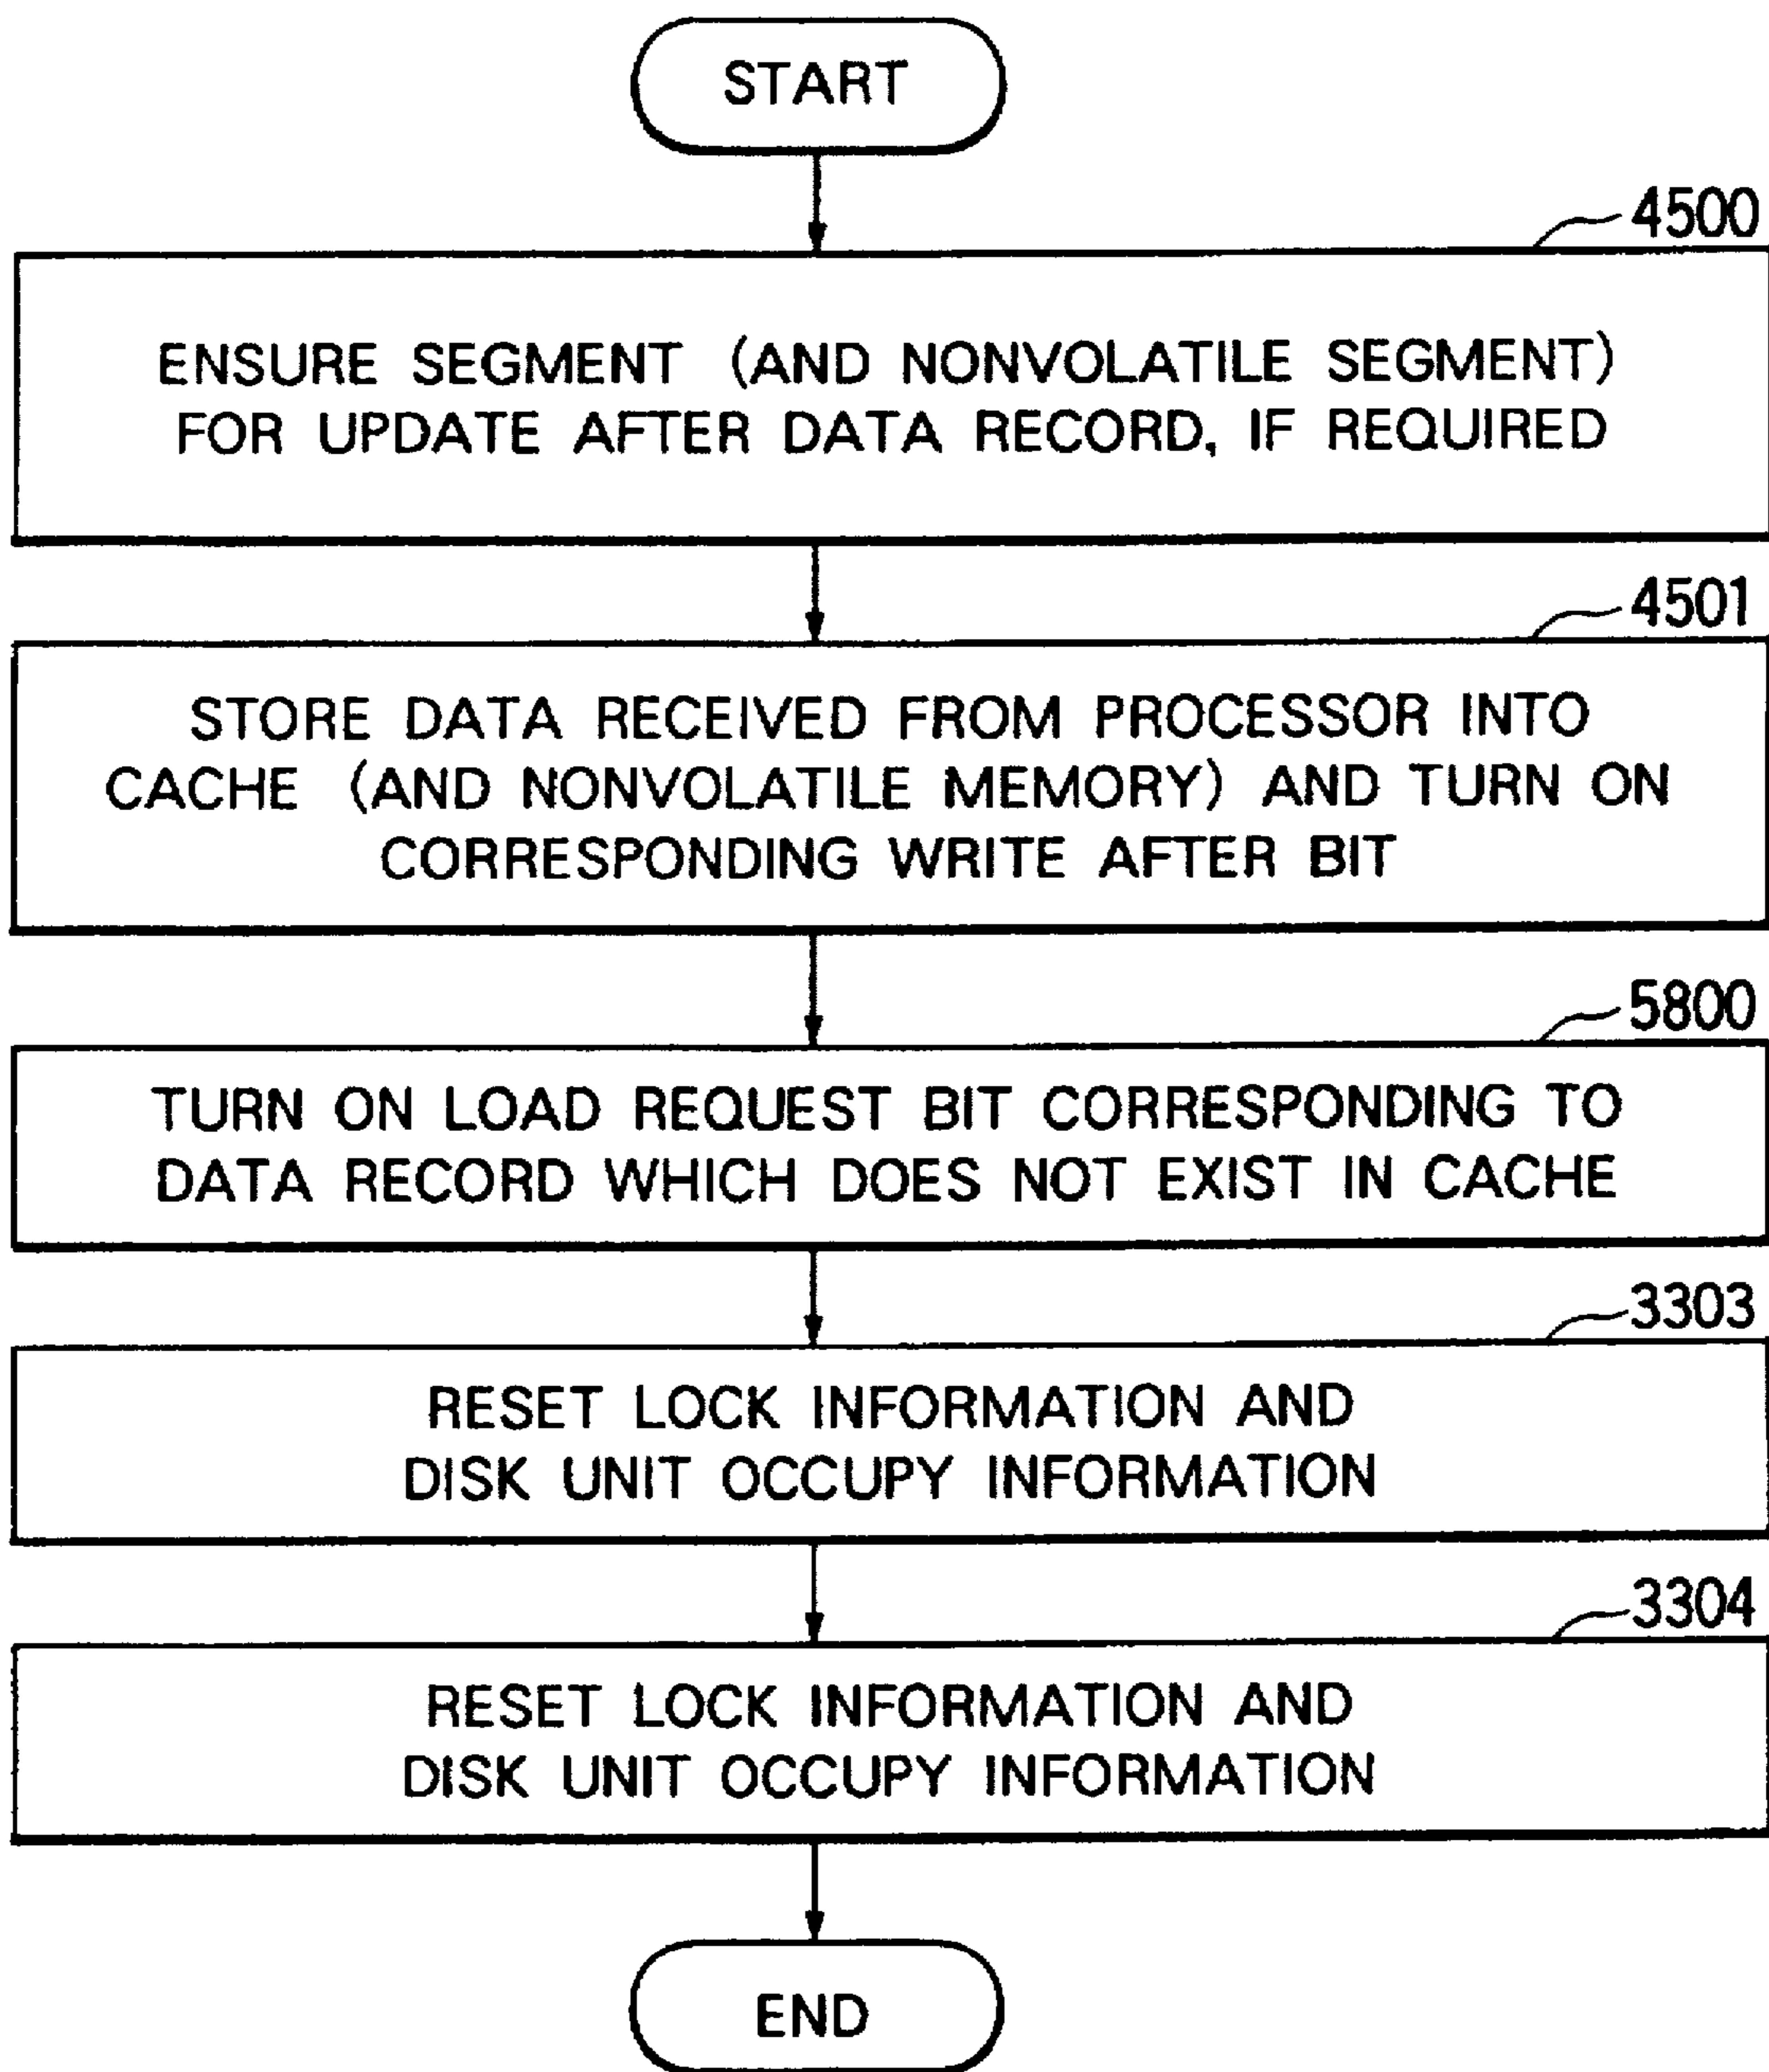 START
4500
ENSURE SEGMENT (AND NONVOLATILE SEGMENT)
FOR UPDATE AFTER DATA RECORD, IF REQUIRED
4501
STORE DATA RECEIVED FROM PROCESSOR INTO
CACHE (AND NONVOLATILE MEMORY) AND TURN ON
CORRESPONDING WRITE AFTER BIT
5800
TURN ON LOAD REQUEST BIT CORRESPONDING TO
DATA RECORD WHICH DOES NOT EXIST IN CACHE
3303
RESET LOCK INFORMATION AND
DISK UNIT OCCUPY INFORMATION
3304
RESET LOCK INFORMATION AND
DISK UNIT OCCUPY INFORMATION
END